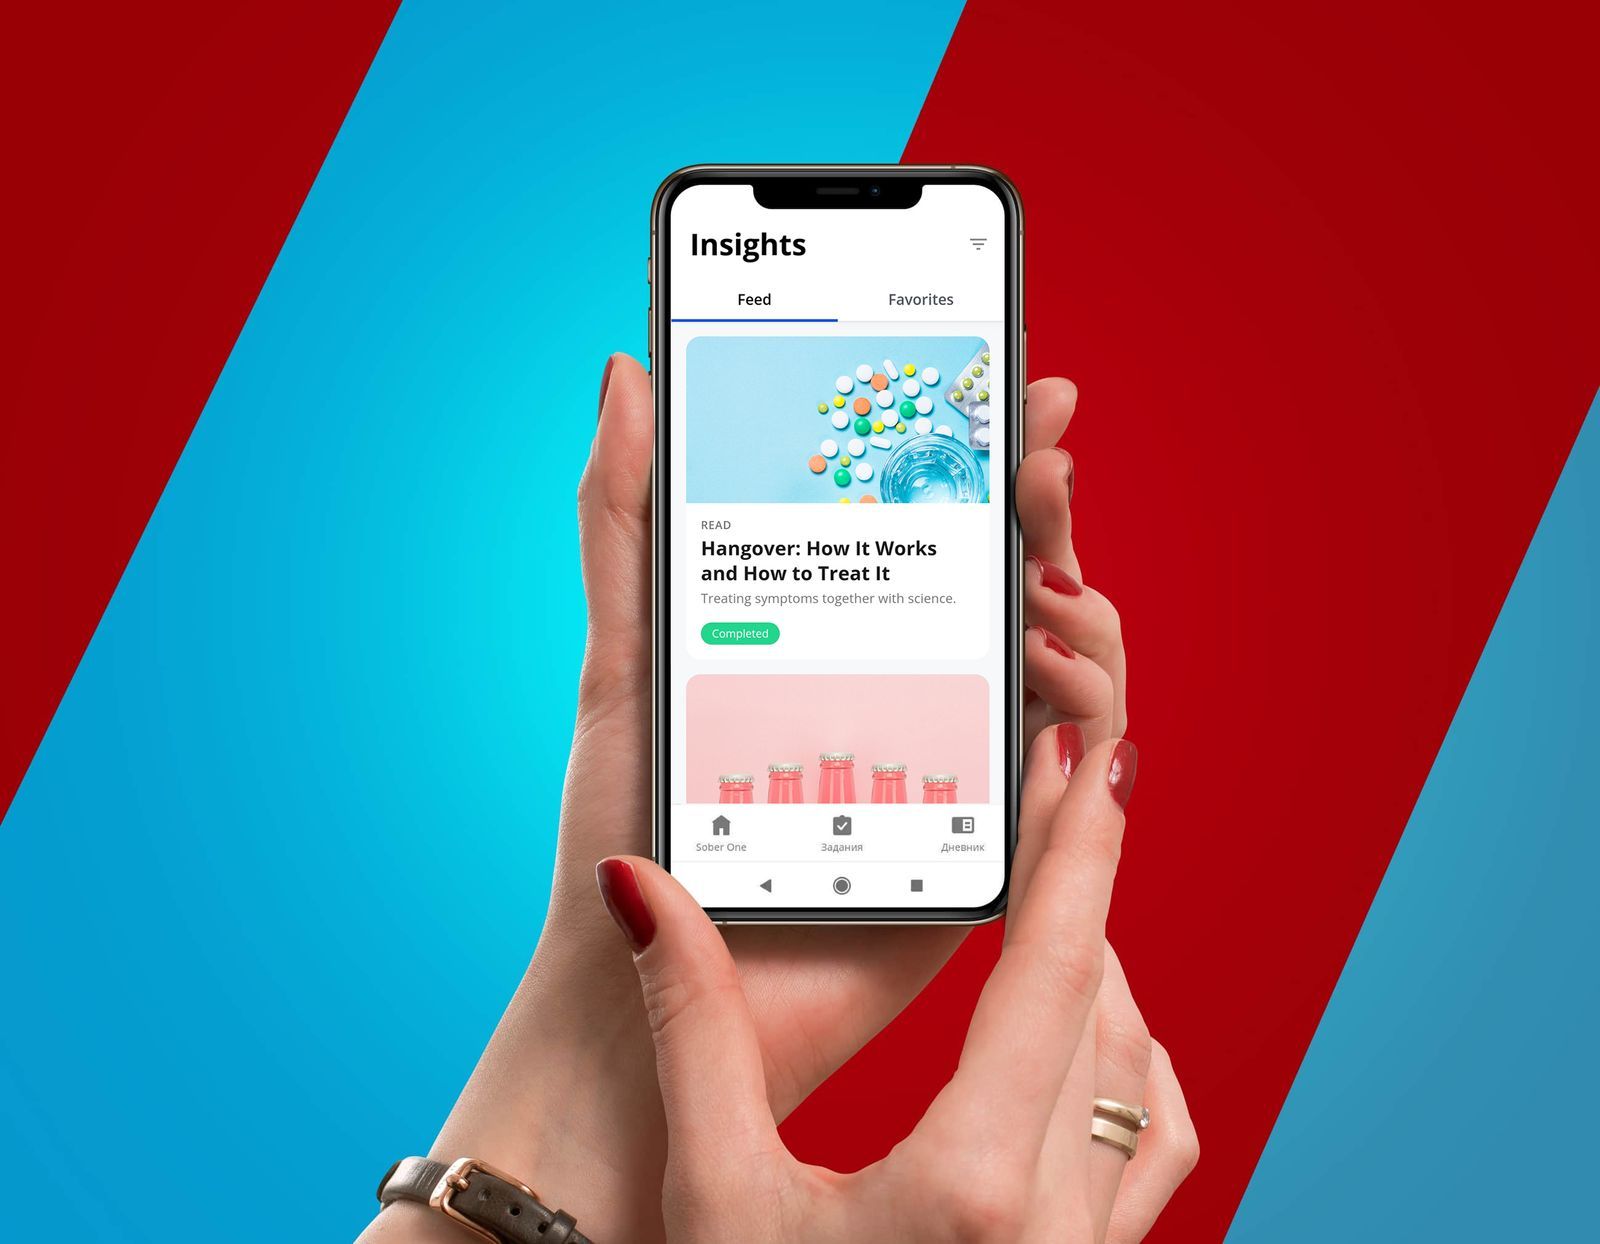 Insights
Feed
Favorites
READ
Hangover: How It Works
and How to Treat It
Treating symptoms together with science.
Completed
Sober One
Задания
Дневник